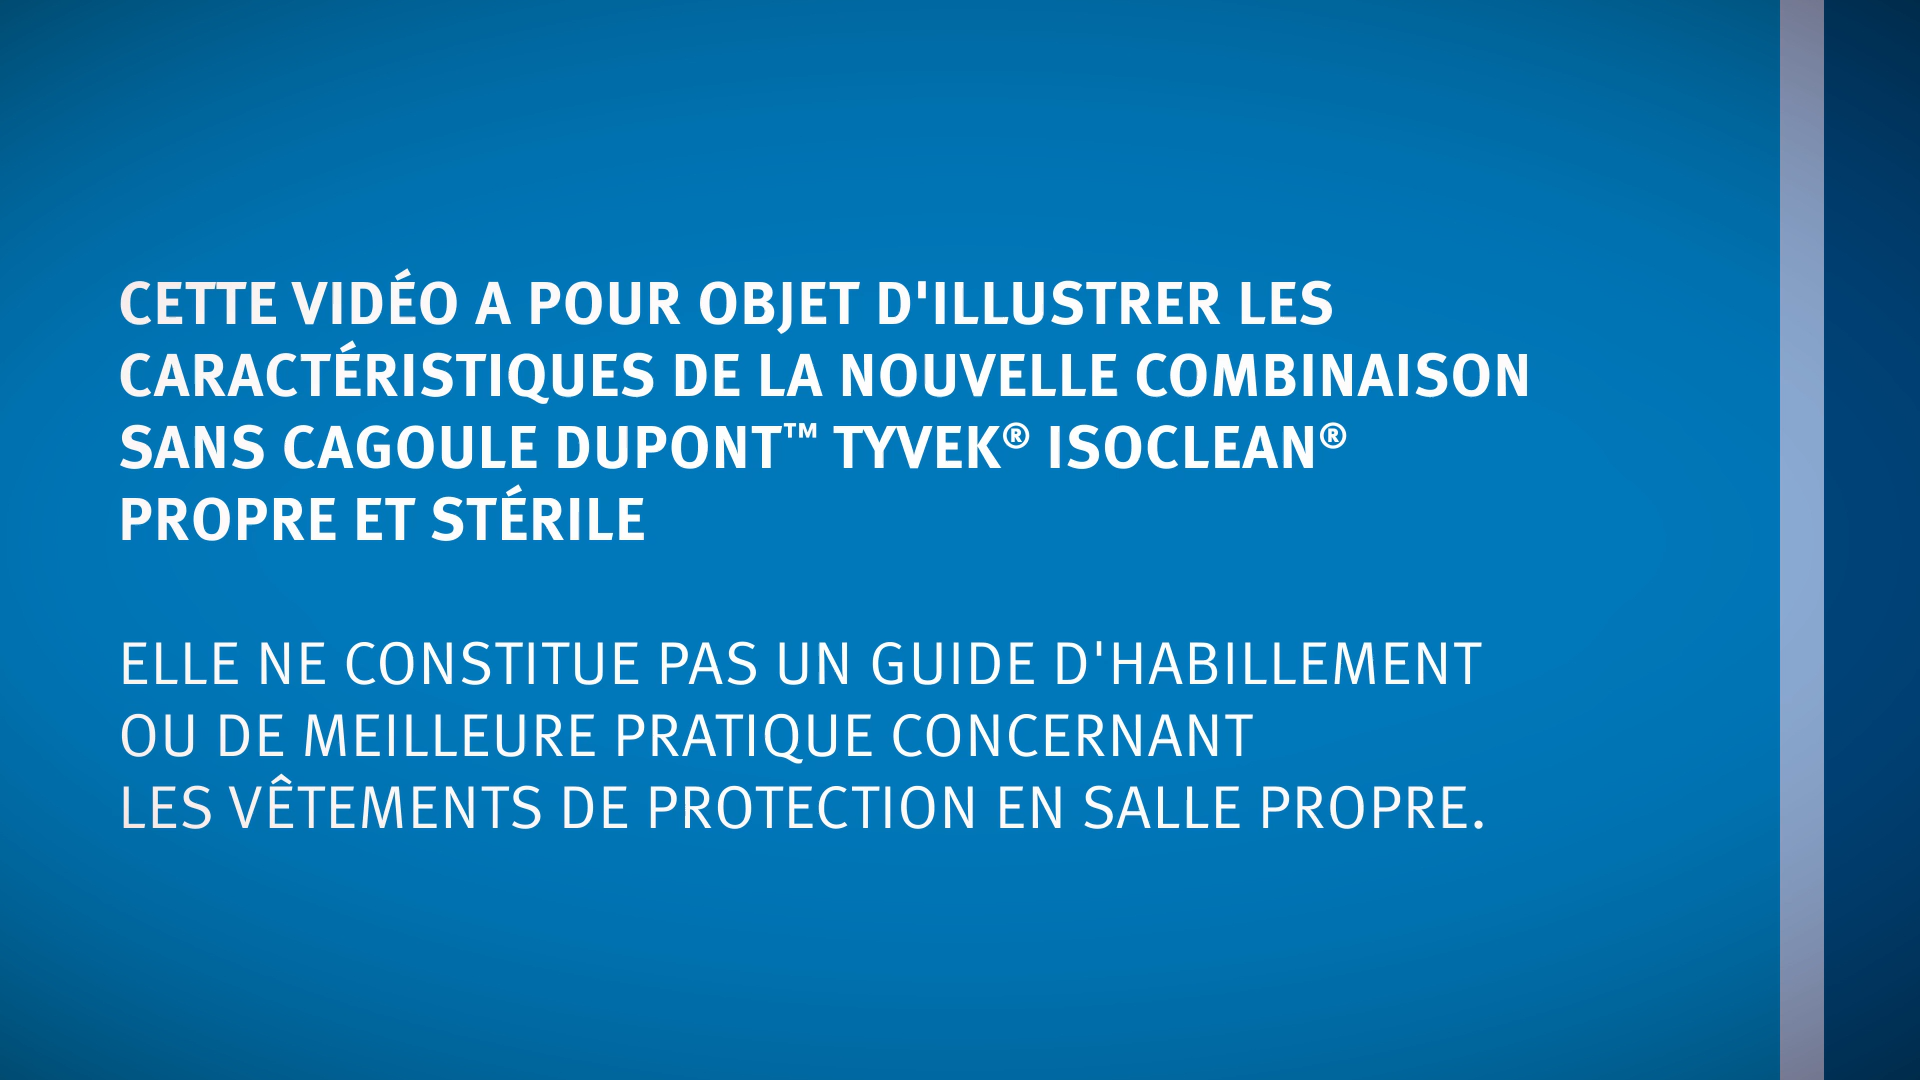 CETTE VIDÉO A POUR OBJET D'ILLUSTRER LES
CARACTÉRISTIQUES DE LA NOUVELLE COMBINAISON
SANS CAGOULE DUPONT™ TYVEK® ISOCLEAN®
PROPRE ET STÉRILE
ELLE NE CONSTITUE PAS UN GUIDE D'HABILLEMENT
OU DE MEILLEURE PRATIQUE CONCERNANT
LES VÊTEMENTS DE PROTECTION EN SALLE PROPRE.